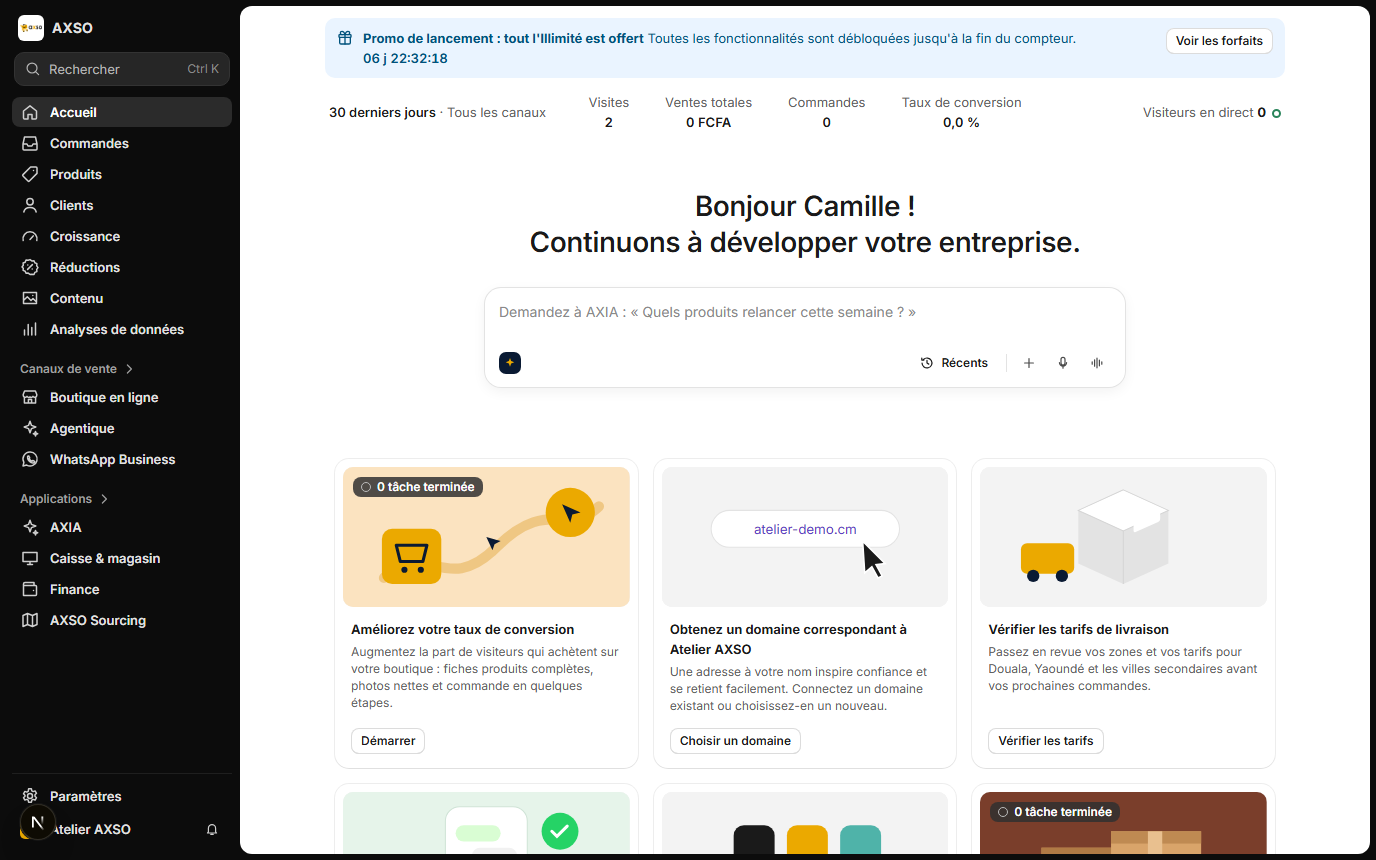 AXSO
Rechercher Ctrl K
Accueil
Commandes
Produits
Clients
Croissance
Réductions
Contenu
Analyses de données
Canaux de vente
Boutique en ligne
Agentique
WhatsApp Business
Applications
AXIA
Caisse & magasin
Finance
AXSO Sourcing
Paramètres
N
Atelier AXSO
Promo de lancement : tout l'Illimité est offert Toutes les fonctionnalités sont débloquées jusqu'à la fin du compteur.
06 j 22:32:18
Voir les forfaits
30 derniers jours · Tous les canaux
Visites
2
Ventes totales
0 FCFA
Commandes
0
Taux de conversion
0,0 %
Visiteurs en direct 0
Bonjour Camille !
Continuons à développer votre entreprise.
Demandez à AXIA : « Quels produits relancer cette semaine ? »
Récents
0 tâche terminée
Améliorez votre taux de conversion
Augmentez la part de visiteurs qui achètent sur
votre boutique : fiches produits complètes,
photos nettes et commande en quelques
étapes.
Démarrer
atelier-demo.cm
Obtenez un domaine correspondant à
Atelier AXSO
Une adresse à votre nom inspire confiance et
se retient facilement. Connectez un domaine
existant ou choisissez-en un nouveau.
Choisir un domaine
Vérifier les tarifs de livraison
Passez en revue vos zones et vos tarifs pour
Douala, Yaoundé et les villes secondaires avant
vos prochaines commandes.
Vérifier les tarifs
0 tâche terminée